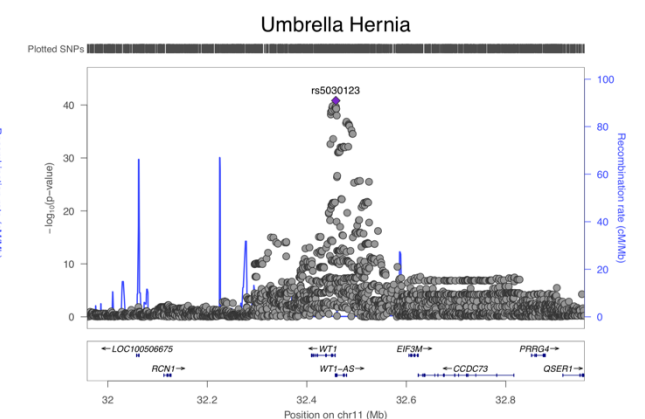 Umbrella Hernia
Plotted SNPs
rs5030123
− log10(p−value)
40
30
20
10
0
Recombination rate (cM/Mb)
100
80
60
40
20
0
LOC100506675
WT1
EIF3M
PRRG4
RCN1
WT1−AS
CCDC73
QSER1
32
32.2
32.4
32.6
32.8
Position on chr11 (Mb)